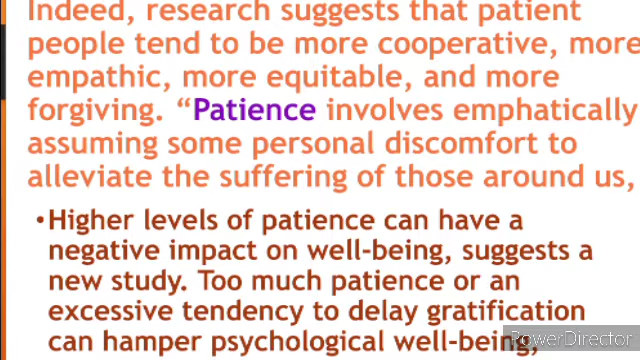 Indeed, research suggests that patient
people tend to be more cooperative, more
empathic, more equitable, and more
forgiving. “Patience involves emphatically
assuming some personal discomfort to
alleviate the suffering of those around us,
•Higher levels of patience can have a
negative impact on well-being, suggests a
new study. Too much patience or an
excessive tendency to delay gratification
can hamper psychological well-being,
PowerDirector